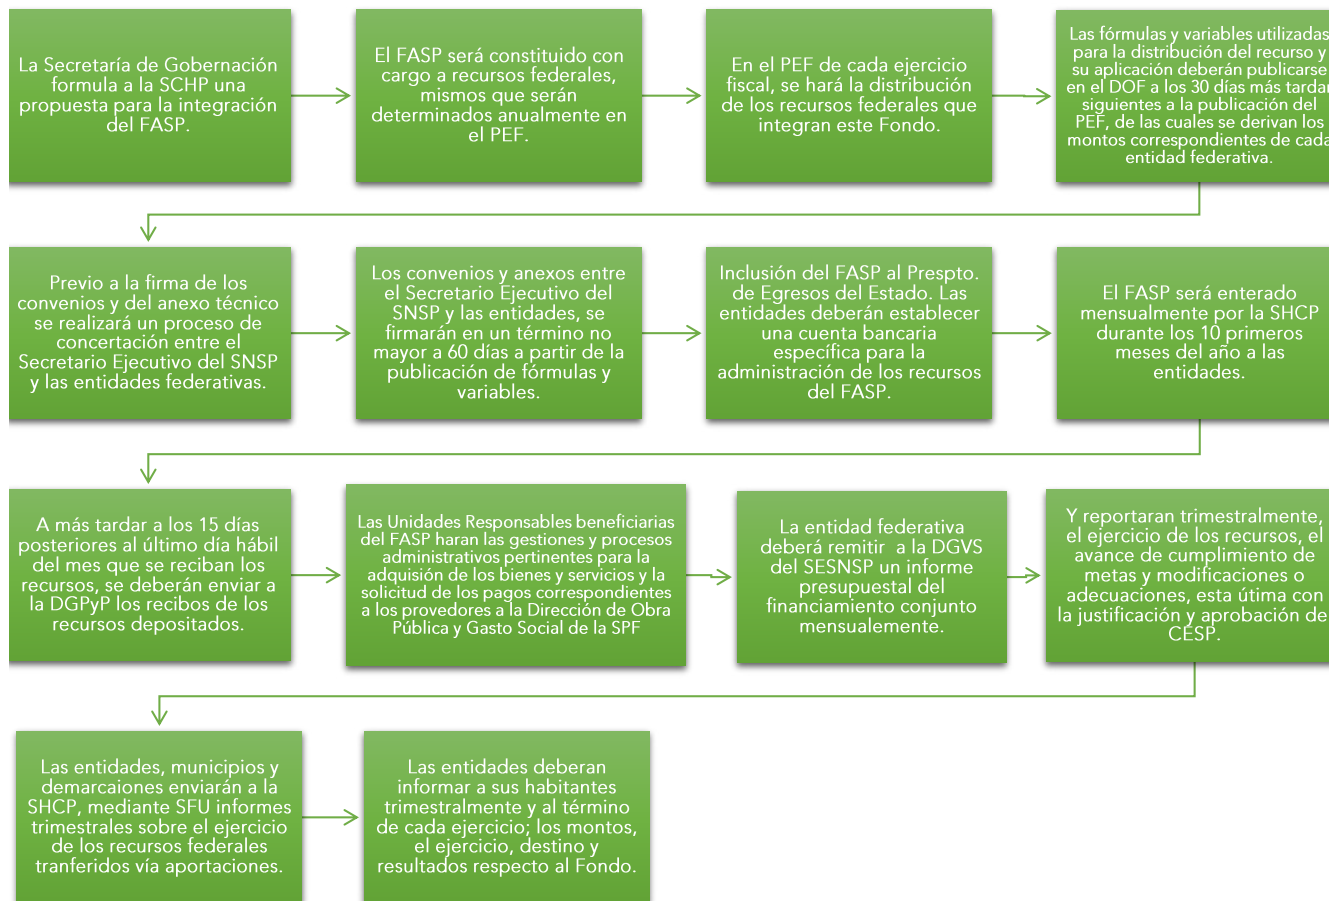 La Secretaría de Gobernación
formula a la SCHP una
propuesta para la integración
del FASP.
El FASP será constituido con
cargo a recursos federales,
mismos que serán
determinados anualmente en
el PEF.
En el PEF de cada ejercicio
fiscal, se hará la distribución
de los recursos federales que
integran este Fondo.
Las fórmulas y variables utilizadas
para la distribución del recurso y
su aplicación deberán publicarse
en el DOF a los 30 días más tardar
siguientes a la publicación del
PEF, de las cuales se derivan los
montos correspondientes de cada
entidad federativa.
Previo a la firma de los
convenios y del anexo técnico
se realizará un proceso de
concertación entre el
Secretario Ejecutivo del SNSP
y las entidades federativas.
Los convenios y anexos entre
el Secretario Ejecutivo del
SNSP y las entidades, se
firmarán en un término no
mayor a 60 días a partir de la
publicación de fórmulas y
variables.
Inclusión del FASP al Prespto.
de Egresos del Estado. Las
entidades deberán establecer
una cuenta bancaria
específica para la
administración de los recursos
del FASP.
El FASP será enterado
mensualmente por la SHCP
durante los 10 primeros
meses del año a las
entidades.
A más tardar a los 15 días
posteriores al último día hábil
del mes que se reciban los
recursos, se deberán enviar a
la DGPyP los recibos de los
recursos depositados.
Las Unidades Responsables beneficiarias
del FASP haran las gestiones y procesos
administrativos pertinentes para la
adquisión de los bienes y servicios y la
solicitud de los pagos correspondientes
a los provedores a la Dirección de Obra
Pública y Gasto Social de la SPF
La entidad federativa
deberá remitir a la DGVS
del SESNSP un informe
presupuestal del
financiamiento conjunto
mensualemente.
Y reportaran trimestralmente,
el ejercicio de los recursos, el
avance de cumplimiento de
metas y modificaciones o
adecuaciones, esta útima con
la justificación y aprobación de
CESP.
Las entidades, municipios y
demarcaiones enviarán a la
SHCP, mediante SFU informes
trimestrales sobre el ejercicio
de los recursos federales
tranferidos vía aportaciones.
Las entidades deberan
informar a sus habitantes
trimestralmente y al término
de cada ejercicio; los montos,
el ejercicio, destino y
resultados respecto al Fondo.